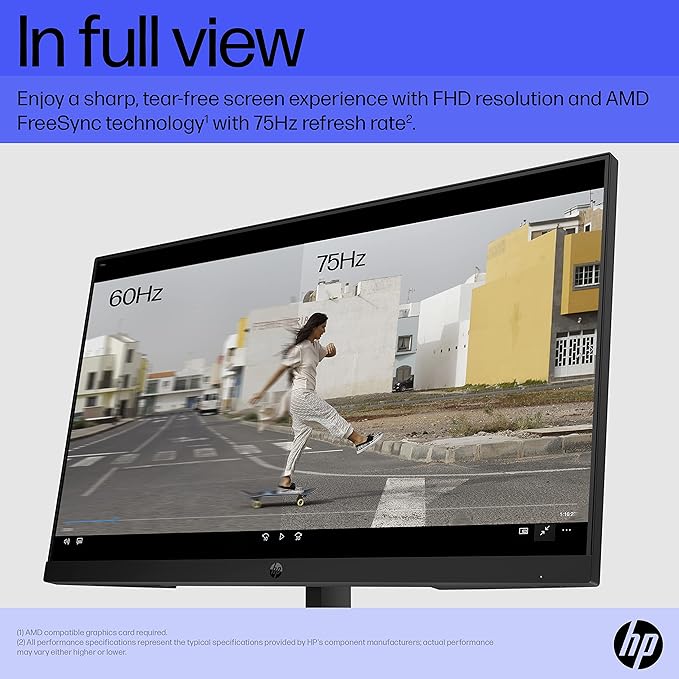 In full view
Enjoy a sharp, tear-free screen experience with FHD resolution and AMD
FreeSync technology¹ with 75Hz refresh rate².
75Hz
60Hz
1:16:2
hp
(1) AMD compatible graphics card required.
(2) All performance specifications represent the typical specifications provided by HP's component manufacturers; actual performance
may vary either higher or lower.
hp